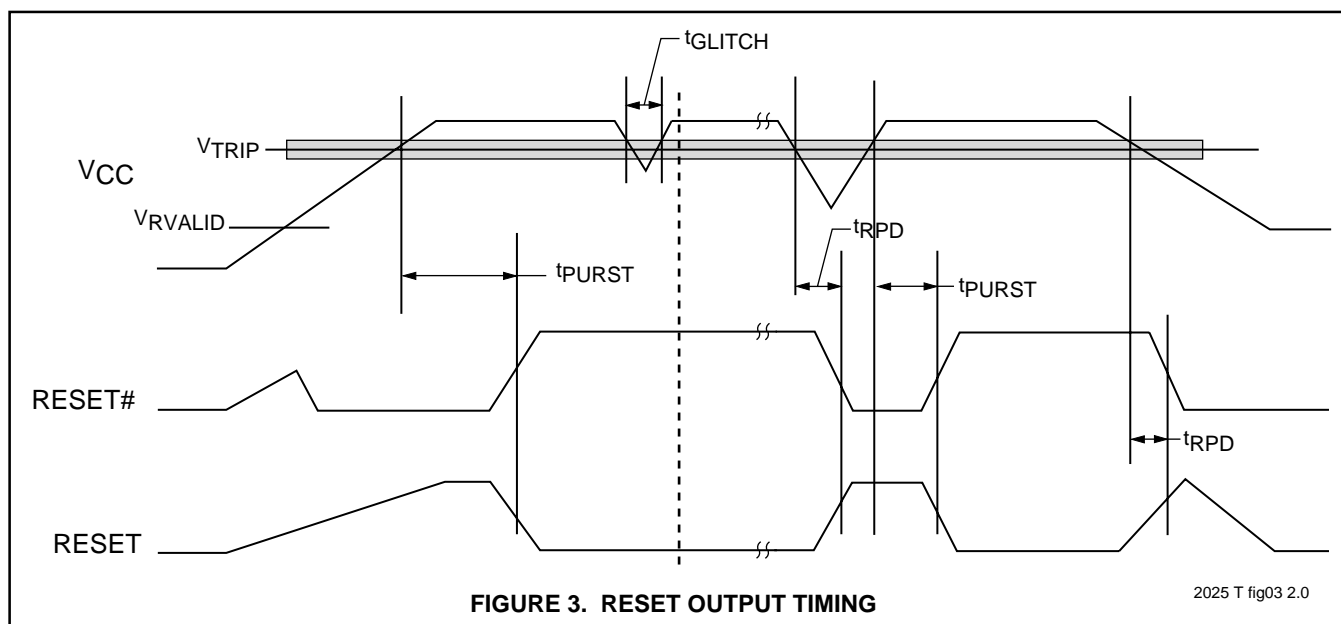 tGLITCH
VTRIP
VCC
VRVALID
tRPD
tPURST
tPURST
RESET#
tRPD
RESET
FIGURE 3. RESET OUTPUT TIMING
2025 T fig03 2.0